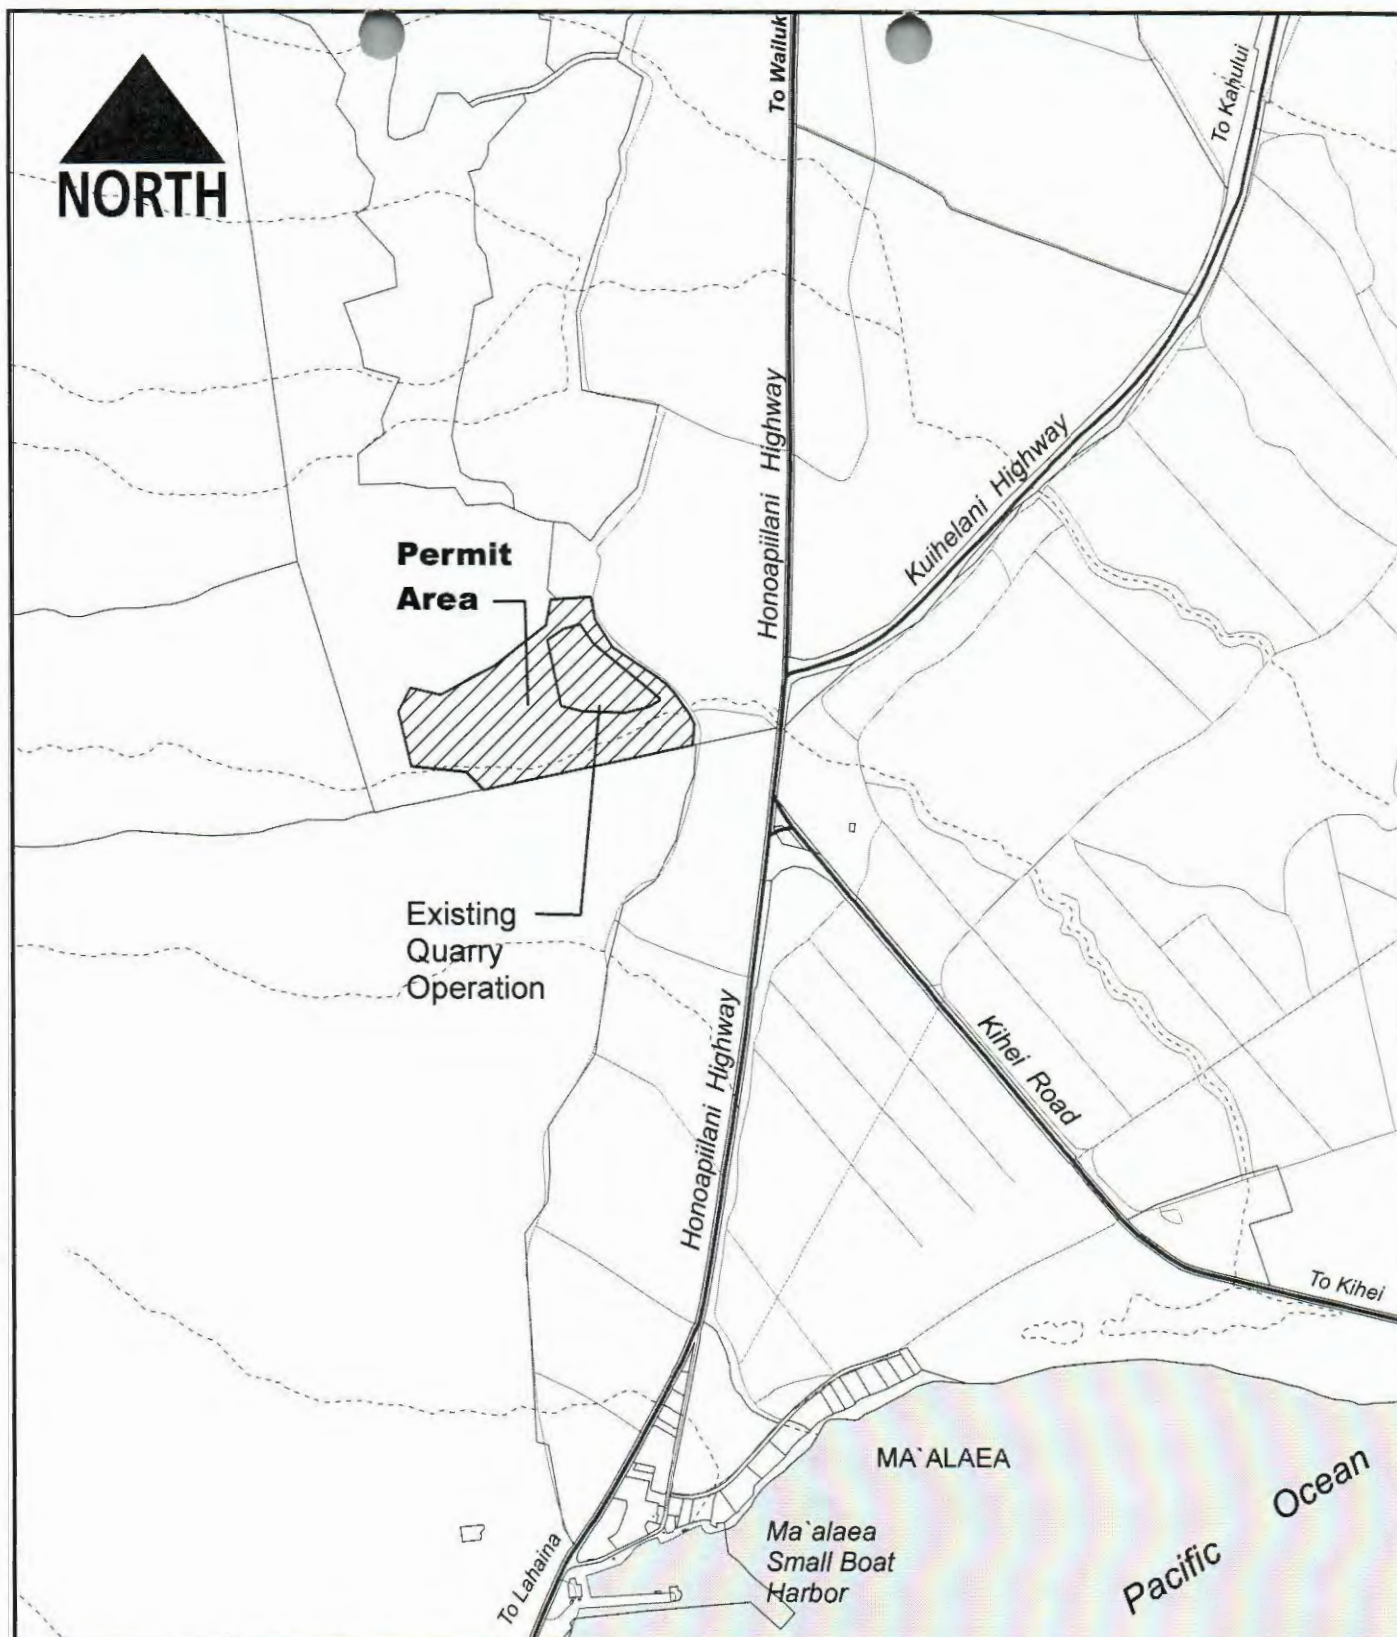 NORTH
To Wailuk
To Kahului
Honoapiilani Highway
Kuihelani Highway
Permit
Area
Existing
Quarry
Operation
Honoapiilani Highway
Kihei Road
To Kihei
MA`ALAEA
Ma`alaea
Small Boat
Harbor
Pacific Ocean
To Lahaina